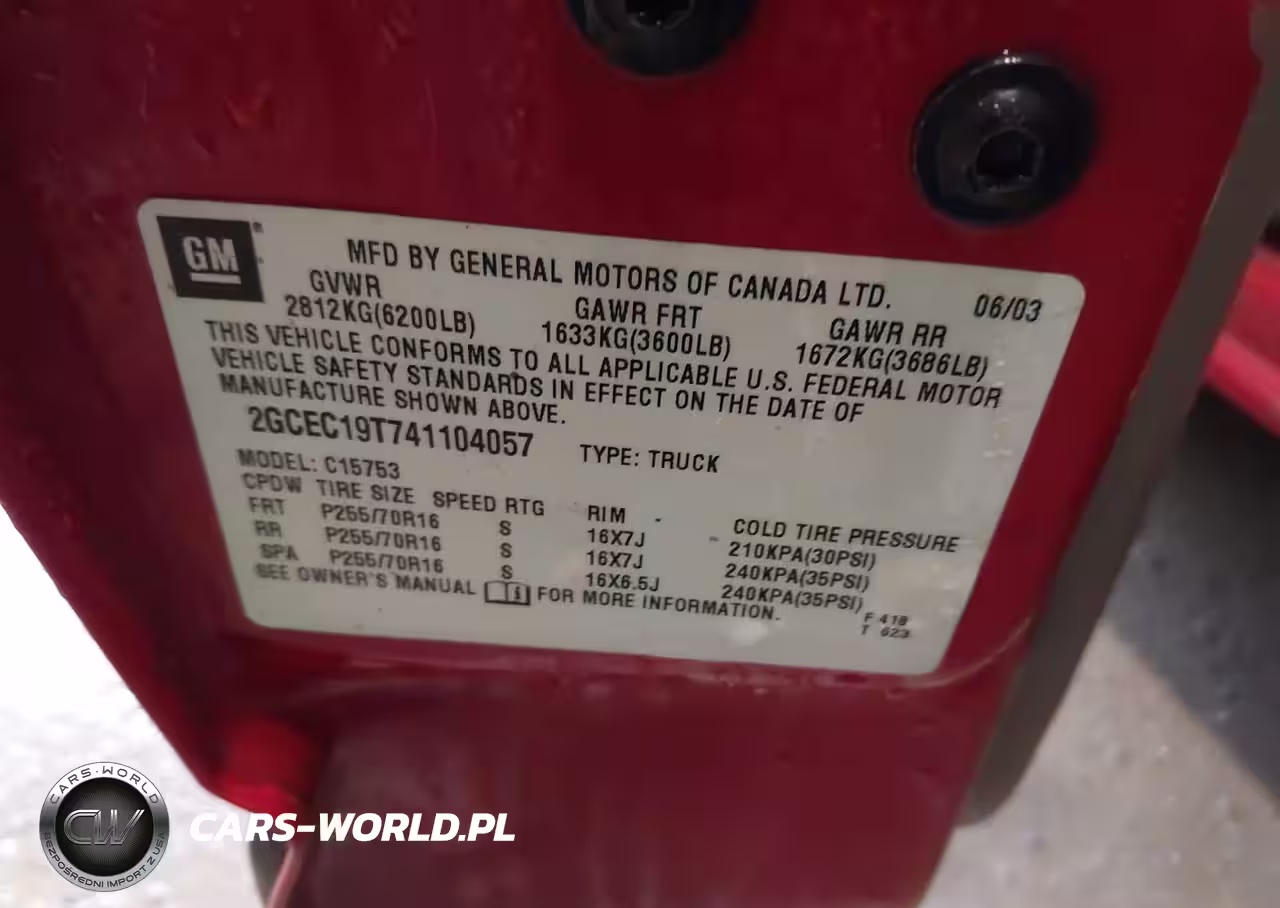 GM
MFD BY GENERAL MOTORS OF CANADA LTD.
06/03
GVWR GAWR FRT GAWR RR
2812KG(6200LB) 1633KG(3600LB) 1672KG(3686LB)
THIS VEHICLE CONFORMS TO ALL APPLICABLE U.S. FEDERAL MOTOR
VEHICLE SAFETY STANDARDS IN EFFECT ON THE DATE OF
MANUFACTURE SHOWN ABOVE.
2GCEC19T741104057 TYPE: TRUCK
MODEL: C15753
CPDW TIRE SIZE SPEED RTG RIM COLD TIRE PRESSURE
FRT P255/70R16 S 16X7J 210KPA(30PSI)
RR P255/70R16 S 16X7J 240KPA(35PSI)
SPA P255/70R16 S 16X6.5J 240KPA(35PSI)
SEE OWNER'S MANUAL i FOR MORE INFORMATION.
F 418
T 623
CARS-WORLD
CW
BEZPOŚREDNI IMPORT Z USA
CARS-WORLD.PL